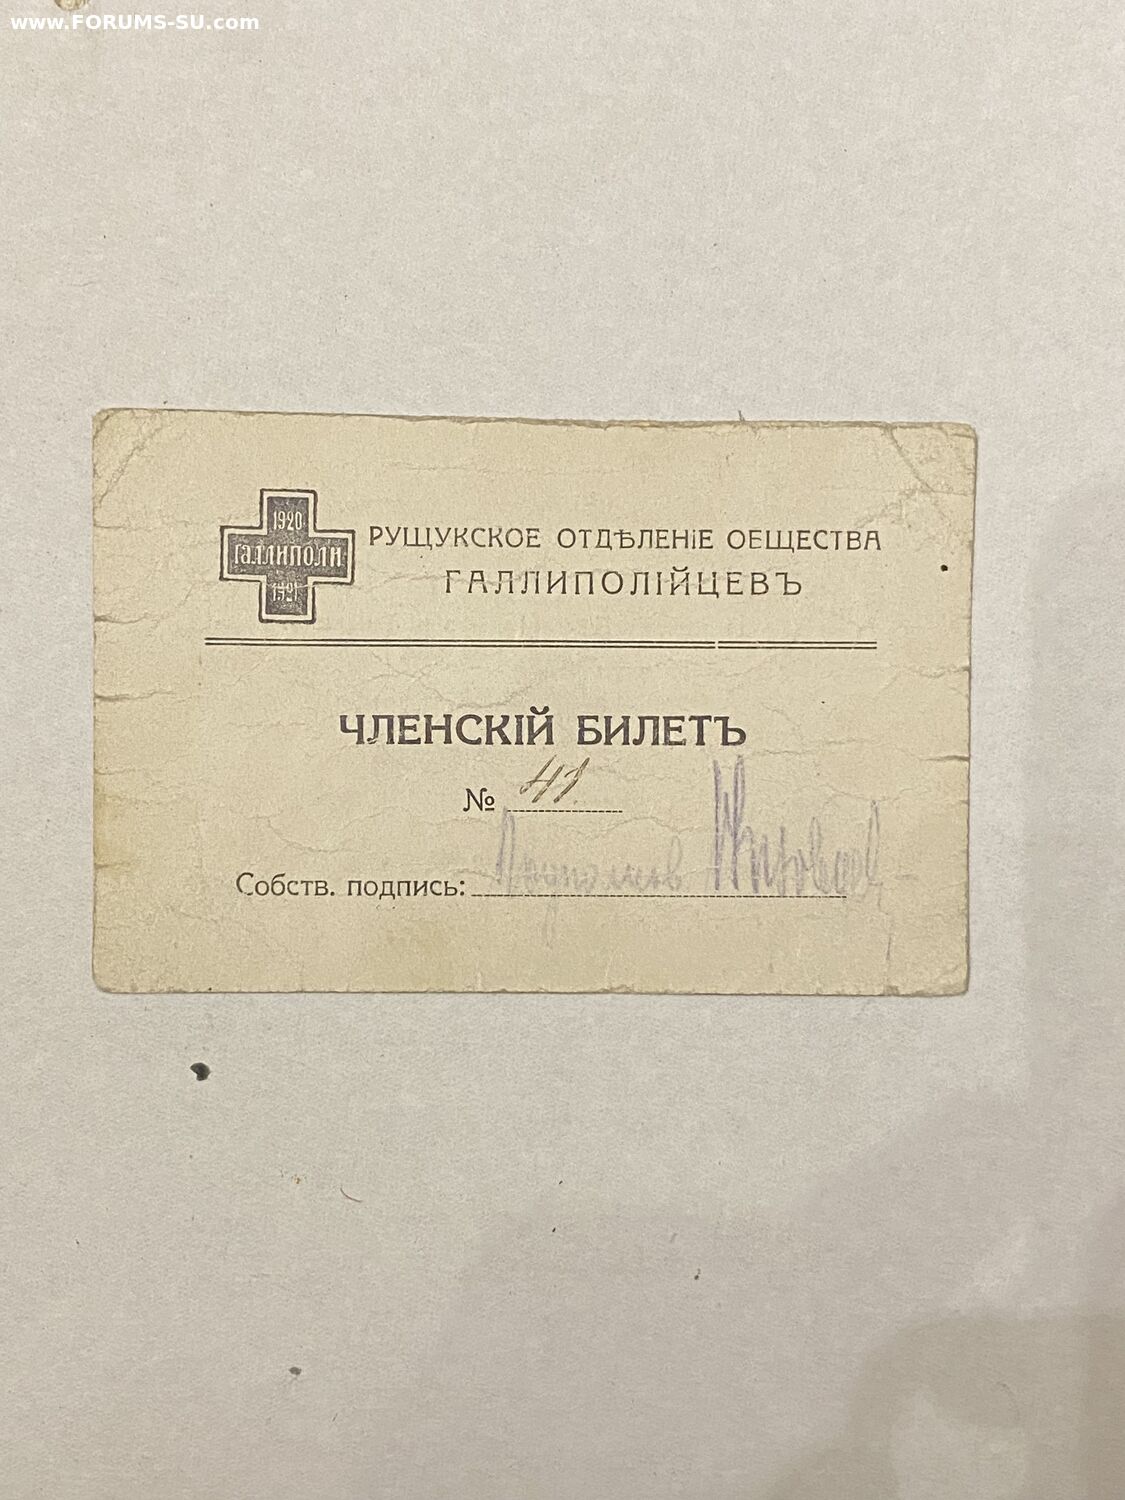 www.FORUMS-SU.com
1920
ГАЛЛИПОЛИ
1921
РУЩУКСКОЕ ОТДѢЛЕНІЕ ОБЩЕСТВА
ГАЛЛИПОЛІЙЦЕВЪ
ЧЛЕНСКІЙ БИЛЕТЪ
№ 41
Собств. подпись: